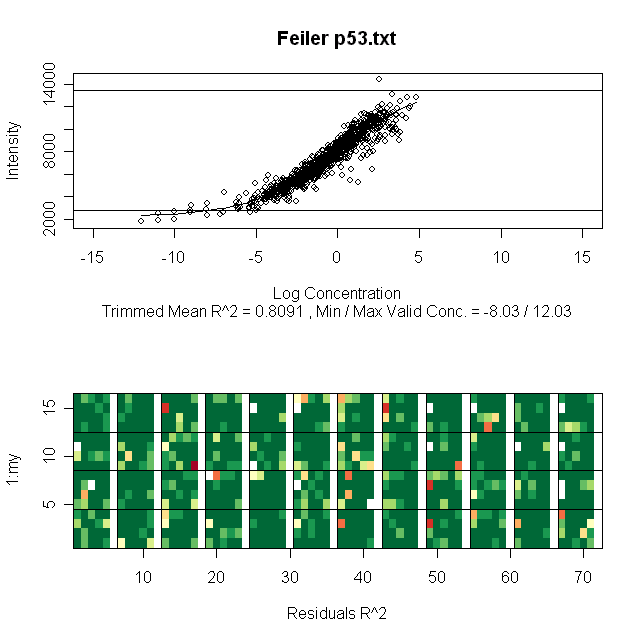 Feiler p53.txt
Intensity
14000
8000
2000
-15 -10 -5 0 5 10 15
Log Concentration
Trimmed Mean R^2 = 0.8091 , Min / Max Valid Conc. = -8.03 / 12.03
1:my
15
10
5
10 20 30 40 50 60 70
Residuals R^2